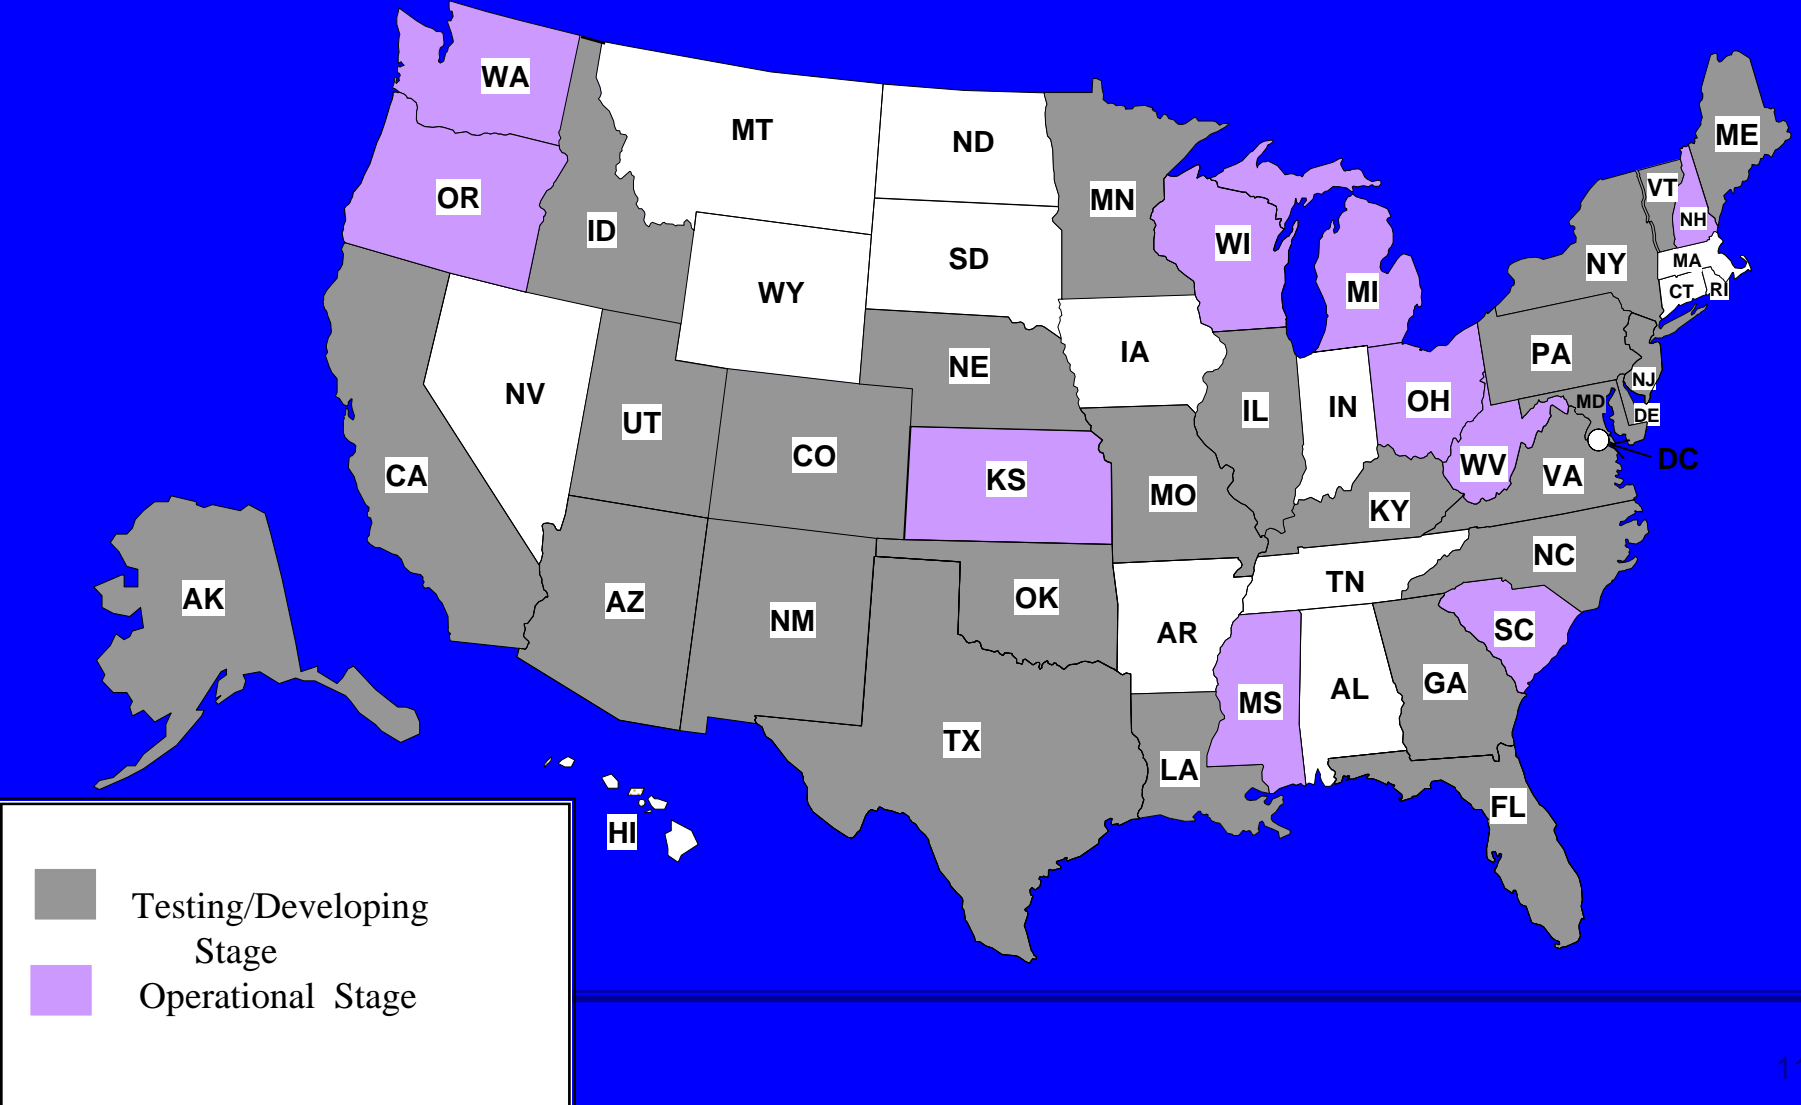 WA
MT
ND
ME
MN
VT
OR
NH
ID
WI
SD
NY
MA
WY
MI
CT
RI
IA
PA
NE
NJ
NV
OH
IN
MD
IL
DE
UT
CO
DC
WV
CA
VA
KS
MO
KY
NC
TN
AK
OK
AZ
NM
SC
AR
GA
AL
MS
TX
LA
FL
HI
Testing/Developing
Stage
Operational Stage